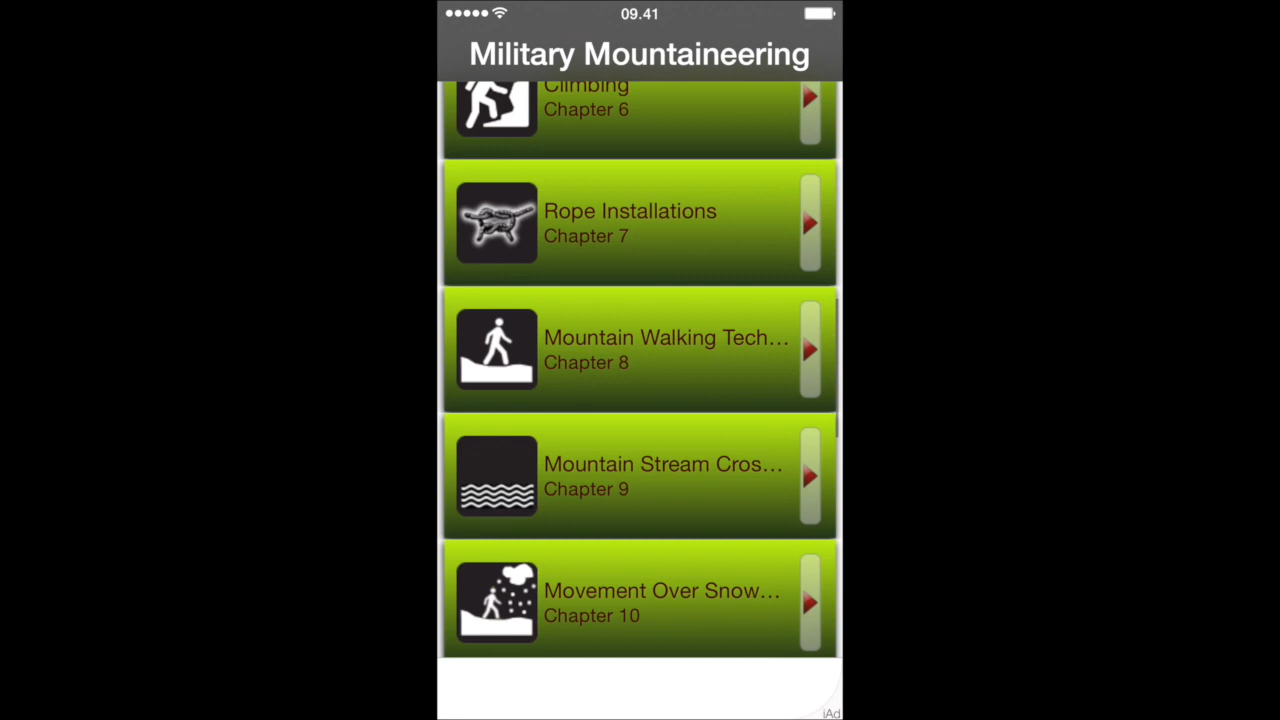 09.41
Military Mountaineering
Climbing
Chapter 6
Rope Installations
Chapter 7
Mountain Walking Tech…
Chapter 8
Mountain Stream Cros…
Chapter 9
Movement Over Snow…
Chapter 10
iAd